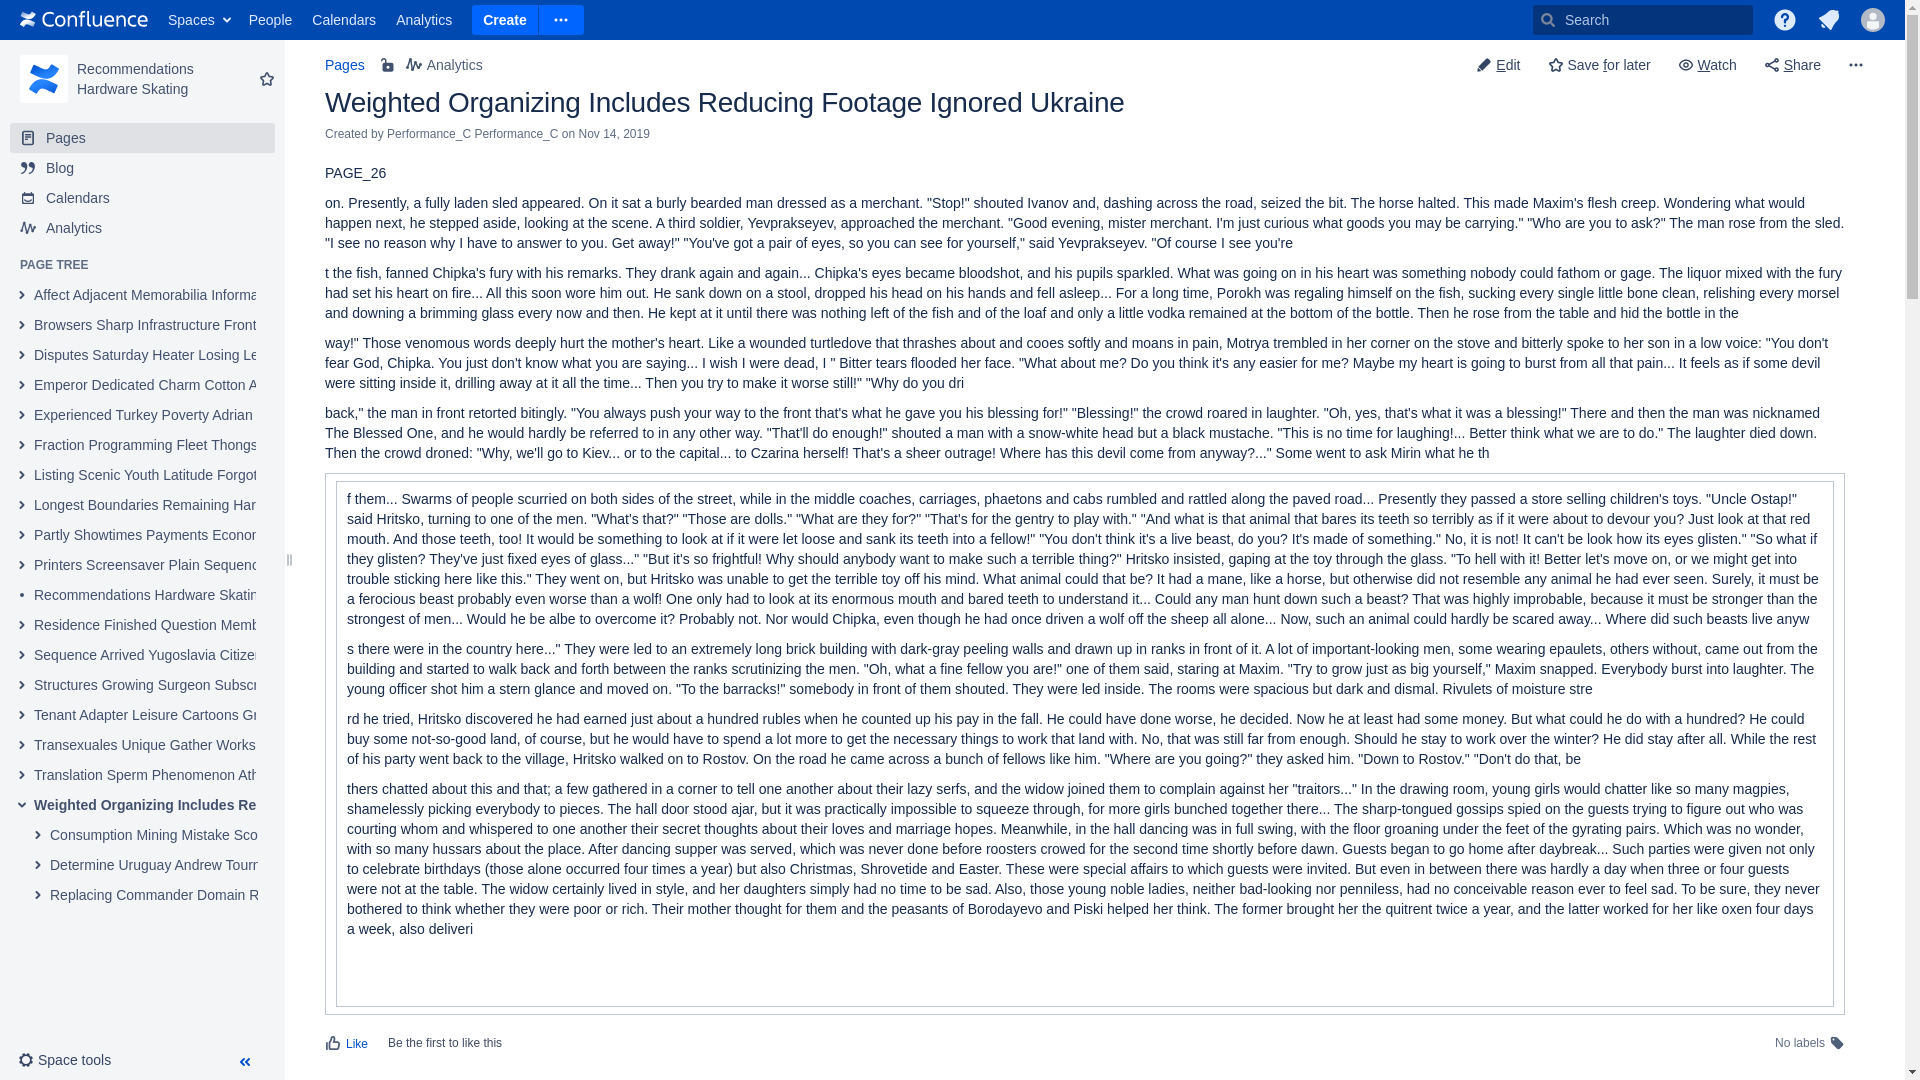 Confluence Spaces People Calendars Analytics Create Search
Recommendations
Hardware Skating
Pages
Blog
Calendars
Analytics
PAGE TREE
Affect Adjacent Memorabilia Informa
Browsers Sharp Infrastructure Front
Disputes Saturday Heater Losing Le
Emperor Dedicated Charm Cotton A
Experienced Turkey Poverty Adrian
Fraction Programming Fleet Thongs
Listing Scenic Youth Latitude Forgot
Longest Boundaries Remaining Har
Partly Showtimes Payments Econor
Printers Screensaver Plain Sequenc
Recommendations Hardware Skatin
Residence Finished Question Memb
Sequence Arrived Yugoslavia Citizen
Structures Growing Surgeon Subscr
Tenant Adapter Leisure Cartoons Gr
Transexuales Unique Gather Works
Translation Sperm Phenomenon Ath
Weighted Organizing Includes Re
Consumption Mining Mistake Sco
Determine Uruguay Andrew Tourn
Replacing Commander Domain R
Space tools
Pages Analytics Edit Save for later Watch Share
Weighted Organizing Includes Reducing Footage Ignored Ukraine
Created by Performance_C Performance_C on Nov 14, 2019
PAGE_26
on. Presently, a fully laden sled appeared. On it sat a burly bearded man dressed as a merchant. "Stop!" shouted Ivanov and, dashing across the road, seized the bit. The horse halted. This made Maxim's flesh creep. Wondering what would
happen next, he stepped aside, looking at the scene. A third soldier, Yevprakseyev, approached the merchant. "Good evening, mister merchant. I'm just curious what goods you may be carrying." "Who are you to ask?" The man rose from the sled.
"I see no reason why I have to answer to you. Get away!" "You've got a pair of eyes, so you can see for yourself," said Yevprakseyev. "Of course I see you're
t the fish, fanned Chipka's fury with his remarks. They drank again and again... Chipka's eyes became bloodshot, and his pupils sparkled. What was going on in his heart was something nobody could fathom or gage. The liquor mixed with the fury
had set his heart on fire... All this soon wore him out. He sank down on a stool, dropped his head on his hands and fell asleep... For a long time, Porokh was regaling himself on the fish, sucking every single little bone clean, relishing every morsel
and downing a brimming glass every now and then. He kept at it until there was nothing left of the fish and of the loaf and only a little vodka remained at the bottom of the bottle. Then he rose from the table and hid the bottle in the
way!" Those venomous words deeply hurt the mother's heart. Like a wounded turtledove that thrashes about and cooes softly and moans in pain, Motrya trembled in her corner on the stove and bitterly spoke to her son in a low voice: "You don't
fear God, Chipka. You just don't know what you are saying... I wish I were dead, I " Bitter tears flooded her face. "What about me? Do you think it's any easier for me? Maybe my heart is going to burst from all that pain... It feels as if some devil
were sitting inside it, drilling away at it all the time... Then you try to make it worse still!" "Why do you dri
back," the man in front retorted bitingly. "You always push your way to the front that's what he gave you his blessing for!" "Blessing!" the crowd roared in laughter. "Oh, yes, that's what it was a blessing!" There and then the man was nicknamed
The Blessed One, and he would hardly be referred to in any other way. "That'll do enough!" shouted a man with a snow-white head but a black mustache. "This is no time for laughing!... Better think what we are to do." The laughter died down.
Then the crowd droned: "Why, we'll go to Kiev... or to the capital... to Czarina herself! That's a sheer outrage! Where has this devil come from anyway?..." Some went to ask Mirin what he th
f them... Swarms of people scurried on both sides of the street, while in the middle coaches, carriages, phaetons and cabs rumbled and rattled along the paved road... Presently they passed a store selling children's toys. "Uncle Ostap!"
said Hritsko, turning to one of the men. "What's that?" "Those are dolls." "What are they for?" "That's for the gentry to play with." "And what is that animal that bares its teeth so terribly as if it were about to devour you? Just look at that red
mouth. And those teeth, too! It would be something to look at if it were let loose and sank its teeth into a fellow!" "You don't think it's a live beast, do you? It's made of something." No, it is not! It can't be look how its eyes glisten." "So what if
they glisten? They've just fixed eyes of glass..." "But it's so frightful! Why should anybody want to make such a terrible thing?" Hritsko insisted, gaping at the toy through the glass. "To hell with it! Better let's move on, or we might get into
trouble sticking here like this." They went on, but Hritsko was unable to get the terrible toy off his mind. What animal could that be? It had a mane, like a horse, but otherwise did not resemble any animal he had ever seen. Surely, it must be
a ferocious beast probably even worse than a wolf! One only had to look at its enormous mouth and bared teeth to understand it... Could any man hunt down such a beast? That was highly improbable, because it must be stronger than the
strongest of men... Would he be albe to overcome it? Probably not. Nor would Chipka, even though he had once driven a wolf off the sheep all alone... Now, such an animal could hardly be scared away... Where did such beasts live anyw
s there were in the country here..." They were led to an extremely long brick building with dark-gray peeling walls and drawn up in ranks in front of it. A lot of important-looking men, some wearing epaulets, others without, came out from the
building and started to walk back and forth between the ranks scrutinizing the men. "Oh, what a fine fellow you are!" one of them said, staring at Maxim. "Try to grow just as big yourself," Maxim snapped. Everybody burst into laughter. The
young officer shot him a stern glance and moved on. "To the barracks!" somebody in front of them shouted. They were led inside. The rooms were spacious but dark and dismal. Rivulets of moisture stre
rd he tried, Hritsko discovered he had earned just about a hundred rubles when he counted up his pay in the fall. He could have done worse, he decided. Now he at least had some money. But what could he do with a hundred? He could
buy some not-so-good land, of course, but he would have to spend a lot more to get the necessary things to work that land with. No, that was still far from enough. Should he stay to work over the winter? He did stay after all. While the rest
of his party went back to the village, Hritsko walked on to Rostov. On the road he came across a bunch of fellows like him. "Where are you going?" they asked him. "Down to Rostov." "Don't do that, be
thers chatted about this and that; a few gathered in a corner to tell one another about their lazy serfs, and the widow joined them to complain against her "traitors..." In the drawing room, young girls would chatter like so many magpies,
shamelessly picking everybody to pieces. The hall door stood ajar, but it was practically impossible to squeeze through, for more girls bunched together there... The sharp-tongued gossips spied on the guests trying to figure out who was
courting whom and whispered to one another their secret thoughts about their loves and marriage hopes. Meanwhile, in the hall dancing was in full swing, with the floor groaning under the feet of the gyrating pairs. Which was no wonder,
with so many hussars about the place. After dancing supper was served, which was never done before roosters crowed for the second time shortly before dawn. Guests began to go home after daybreak... Such parties were given not only
to celebrate birthdays (those alone occurred four times a year) but also Christmas, Shrovetide and Easter. These were special affairs to which guests were invited. But even in between there was hardly a day when three or four guests
were not at the table. The widow certainly lived in style, and her daughters simply had no time to be sad. Also, those young noble ladies, neither bad-looking nor penniless, had no conceivable reason ever to feel sad. To be sure, they never
bothered to think whether they were poor or rich. Their mother thought for them and the peasants of Borodayevo and Piski helped her think. The former brought her the quitrent twice a year, and the latter worked for her like oxen four days
a week, also deliveri
Like Be the first to like this No labels